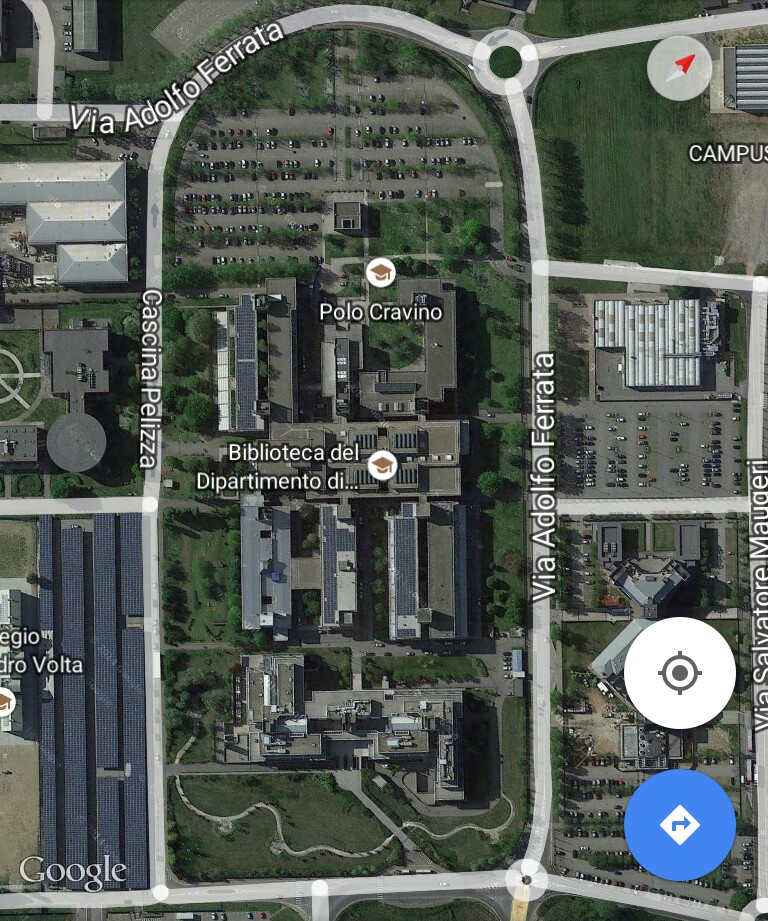 Via Adolfo Ferrata
CAMPUS
Polo Cravino
Cascina Pelizza
Via Adolfo Ferrata
Biblioteca del
Dipartimento di...
Via Salvatore Maugeri
egio
dro Volta
Google